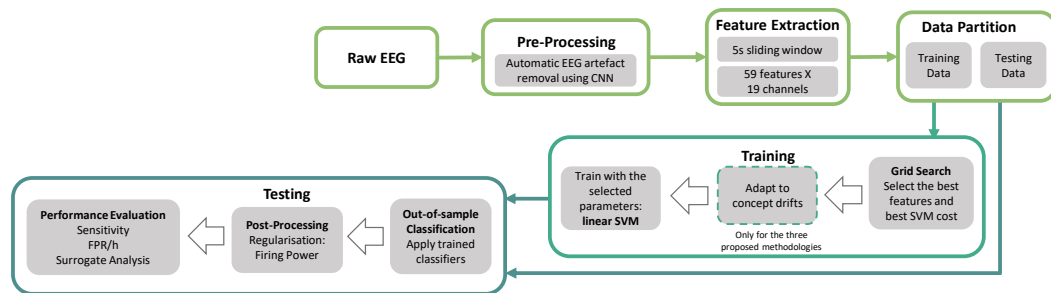 Raw EEG
Pre-Processing
Automatic EEG artefact
removal using CNN
Feature Extraction
5s sliding window
59 features X
19 channels
Data Partition
Training
Data
Testing
Data
Training
Grid Search
Select the best
features and
best SVM cost
Adapt to
concept drifts
Only for the three
proposed methodologies
Train with the
selected
parameters:
linear SVM
Testing
Out-of-sample
Classification
Apply trained
classifiers
Post-Processing
Regularisation:
Firing Power
Performance Evaluation
Sensitivity
FPR/h
Surrogate Analysis